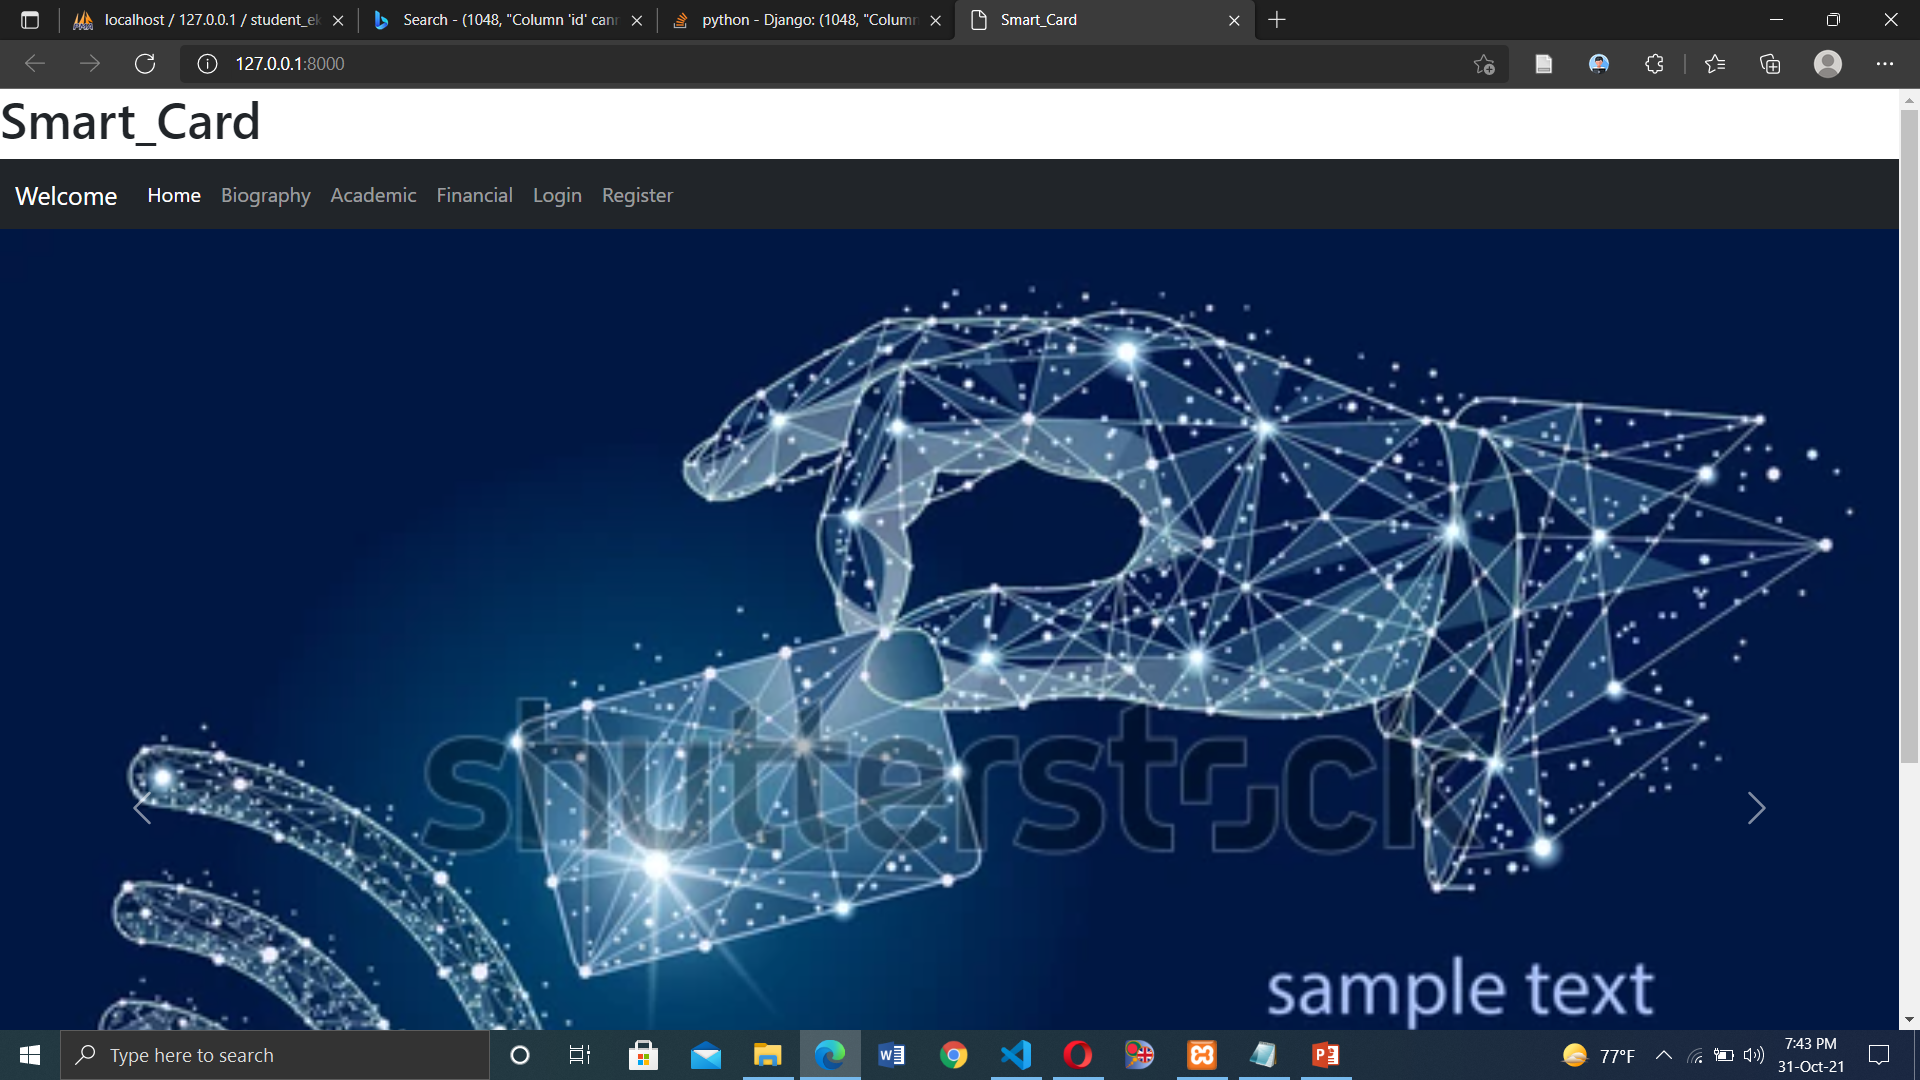 localhost / 127.0.0.1 / student_ek
Search - (1048, "Column 'id' cann
python - Django: (1048, "Column
Smart_Card
127.0.0.1:8000
Smart_Card
Welcome Home Biography Academic Financial Login Register
shutterstock
sample text
Type here to search
77°F
7:43 PM
31-Oct-21